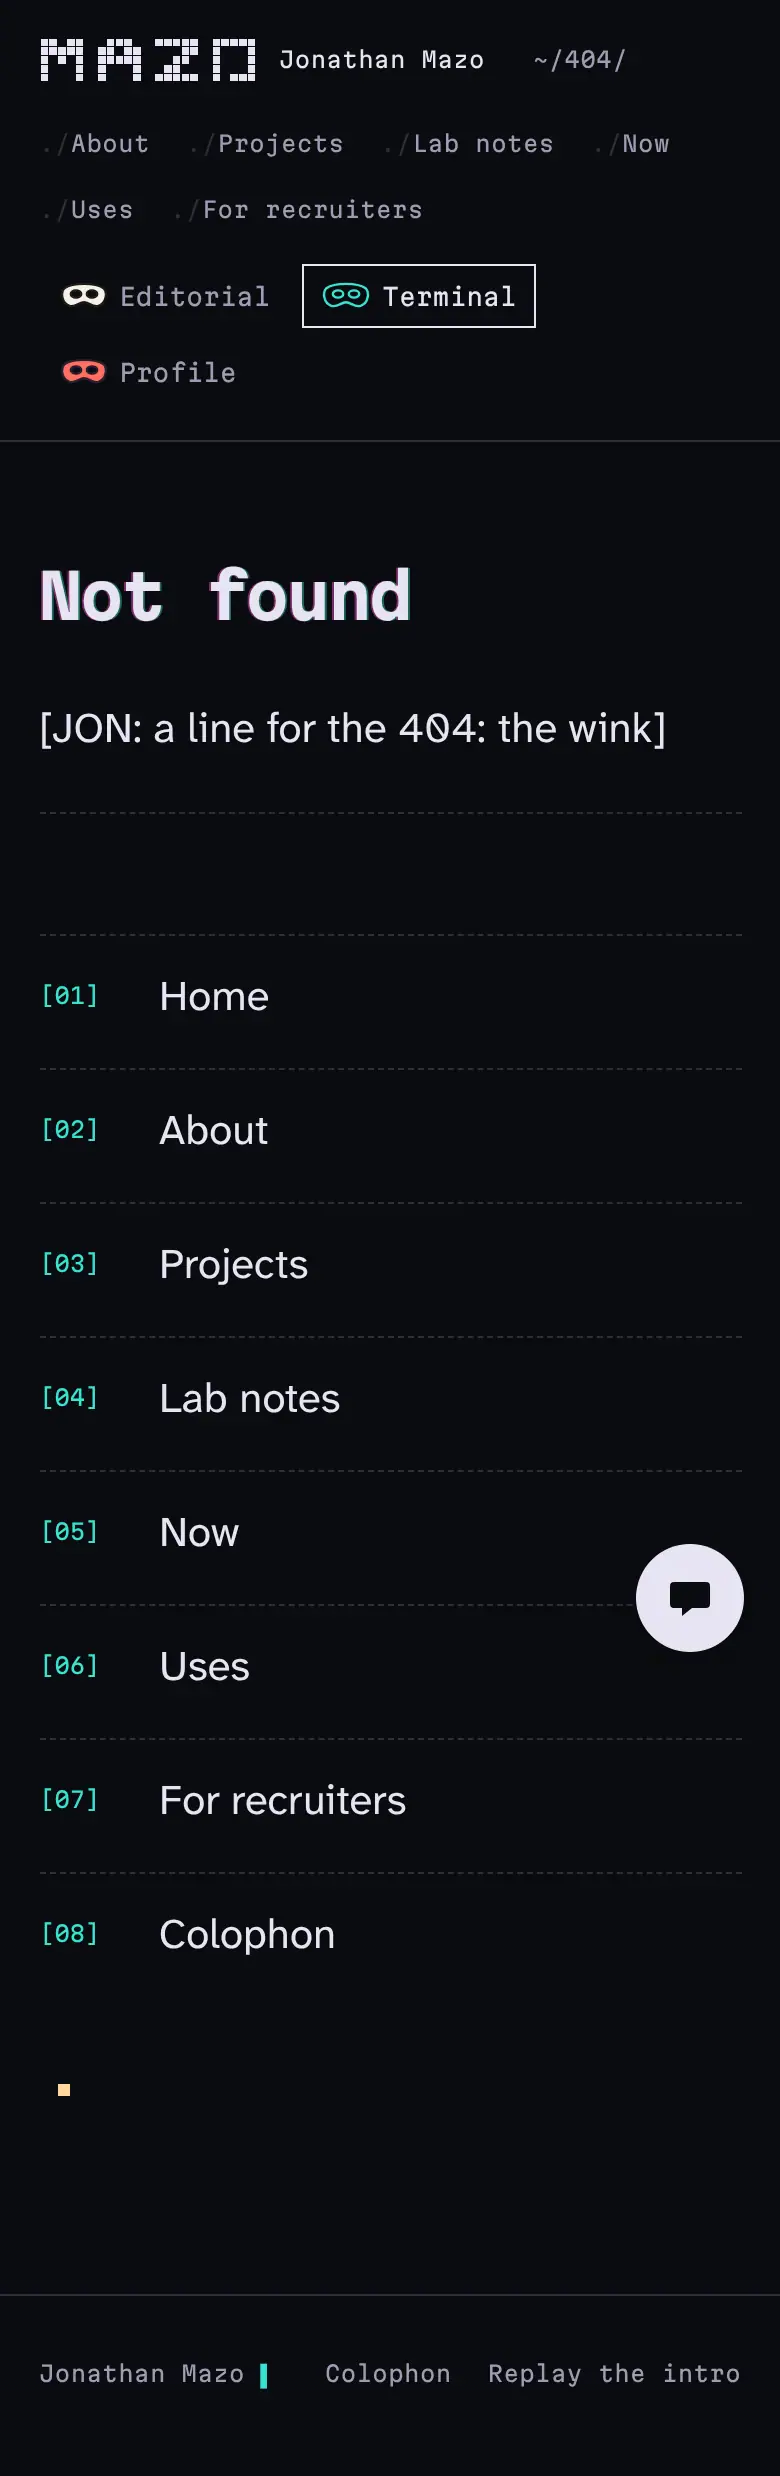 MAZO Jonathan Mazo ~/404/
./About ./Projects ./Lab notes ./Now
./Uses ./For recruiters
Editorial Terminal
Profile
Not found
[JON: a line for the 404: the wink]
[01] Home
[02] About
[03] Projects
[04] Lab notes
[05] Now
[06] Uses
[07] For recruiters
[08] Colophon
Jonathan Mazo Colophon Replay the intro